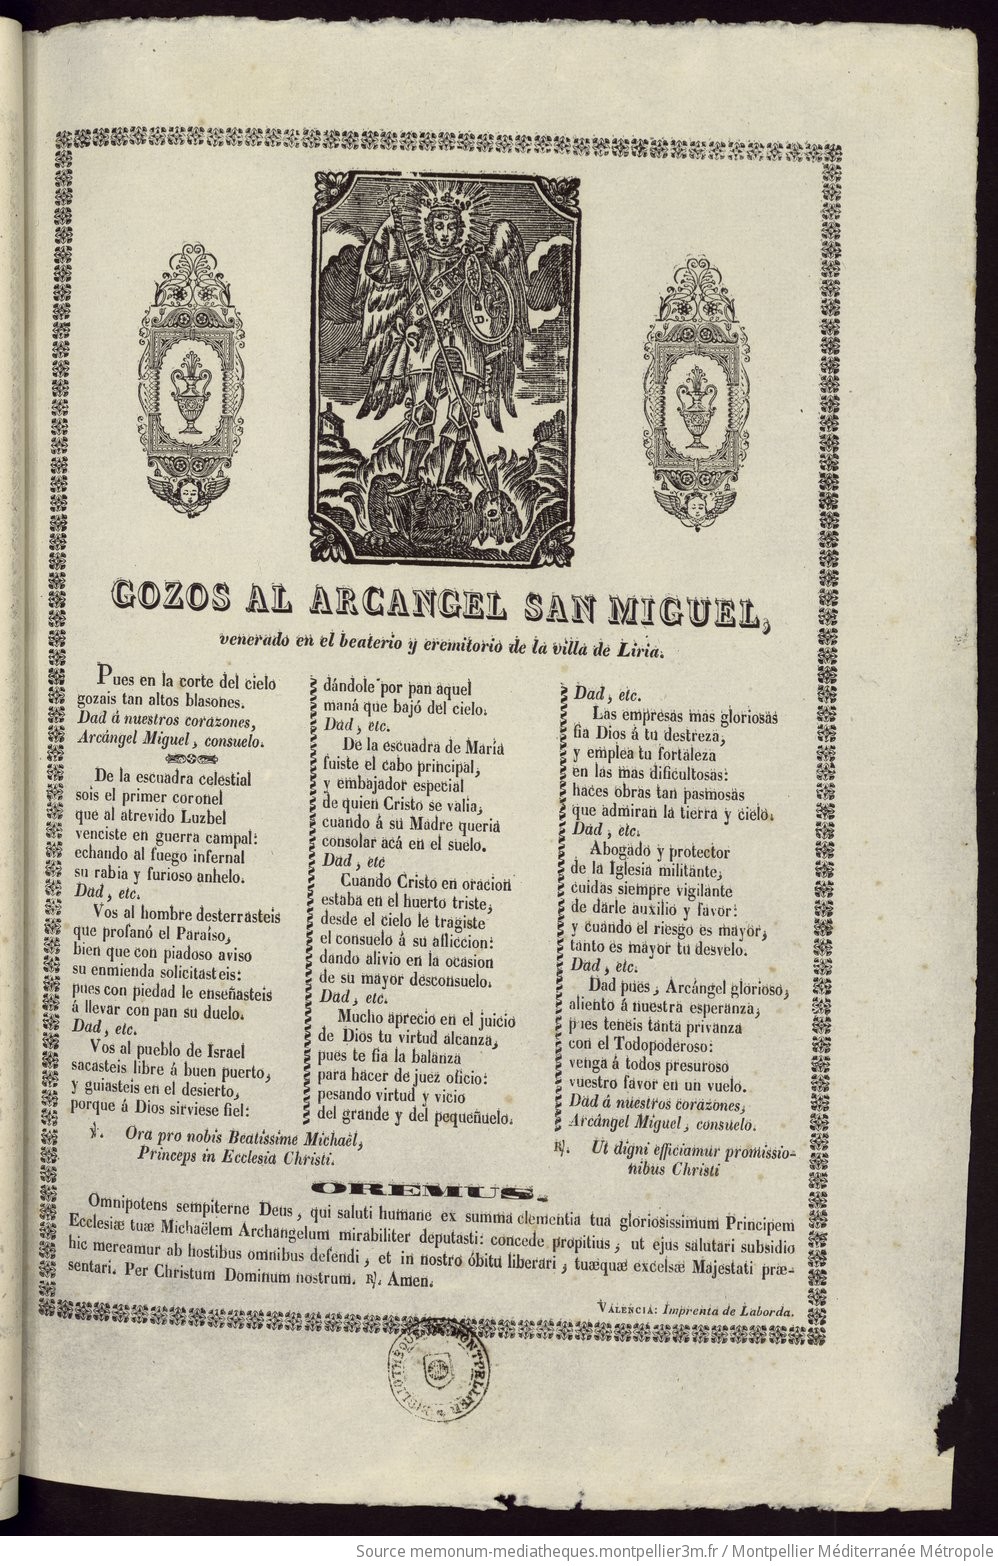 GOZOS AL ARCANGEL SAN MIGUEL,
venerado en el beaterio y eremitorio de la villa de Liria.
Pues en la corte del cielo
gozais tan altos blasones.
Dad á nuestros corazones,
Arcángel Miguel, consuelo.
De la escuadra celestial
sois el primer coronel
que al atrevido Luzbel
venciste en guerra campal:
echando al fuego infernal
su rabia y furioso anhelo.
Dad, etc.
Vos al hombre desterrasteis
que profanó el Paraíso,
bien que con piadoso aviso
su enmienda solicitasteis:
pues con piedad le enseñasteis
á llevar con pan su duelo.
Dad, etc.
Vos al pueblo de Israel
sacasteis libre á buen puerto,
y guiasteis en el desierto,
porque á Dios sirviese fiel:
dándole por pan aquel
maná que bajó del cielo.
Dad, etc.
De la escuadra de María
fuiste el cabo principal,
y embajador especial
de quien Cristo se valia,
cuando á su Madre queria
consolar acá en el suelo.
Dad, etc
Cuando Cristo en oracion
estaba en el huerto triste,
desde el cielo le tragiste
el consuelo á su afliccion:
dando alivio en la ocasion
de su mayor desconsuelo.
Dad, etc.
Mucho aprecio en el juicio
de Dios tu virtud alcanza,
pues te fia la balanza
para hacer de juez oficio:
pesando virtud y vicio
del grande y del pequeñuelo.
Dad, etc.
Las empresas mas gloriosas
fia Dios á tu destreza,
y emplea tu fortaleza
en las mas dificultosas:
haces obras tan pasmosas
que admiran la tierra y cielo.
Dad, etc.
Abogado y protector
de la Iglesia militante,
cuidas siempre vigilante
de darle auxilio y favor:
y cuando el riesgo es mayor,
tanto es mayor tu desvelo.
Dad, etc.
Dad pues, Arcángel glorioso,
aliento á nuestra esperanza,
pues teneis tanta privanza
con el Todopoderoso:
venga á todos presuroso
vuestro favor en un vuelo.
Dad á nuestros corazones,
Arcángel Miguel, consuelo.
℣. Ora pro nobis Beatissime Michaël,
Princeps in Ecclesia Christi.
℟. Ut digni efficiamur promissio-
nibus Christi
OREMUS.
Omnipotens sempiterne Deus, qui saluti humane ex summa clementia tua gloriosissimum Principem
Ecclesiæ tuæ Michaëlem Archangelum mirabiliter deputasti: concede propitius, ut ejus salutari subsidio
hic mereamur ab hostibus omnibus defendi, et in nostro óbitu liberari, tuæquæ excelsæ Majestati præ-
sentari. Per Christum Dominum nostrum. ℟. Amen.
VALENCIA: Imprenta de Laborda.
BIBLIOTHEQUE DE MONTPELLIER
Source memonum-mediatheques.montpellier3m.fr / Montpellier Méditerranée Métropole